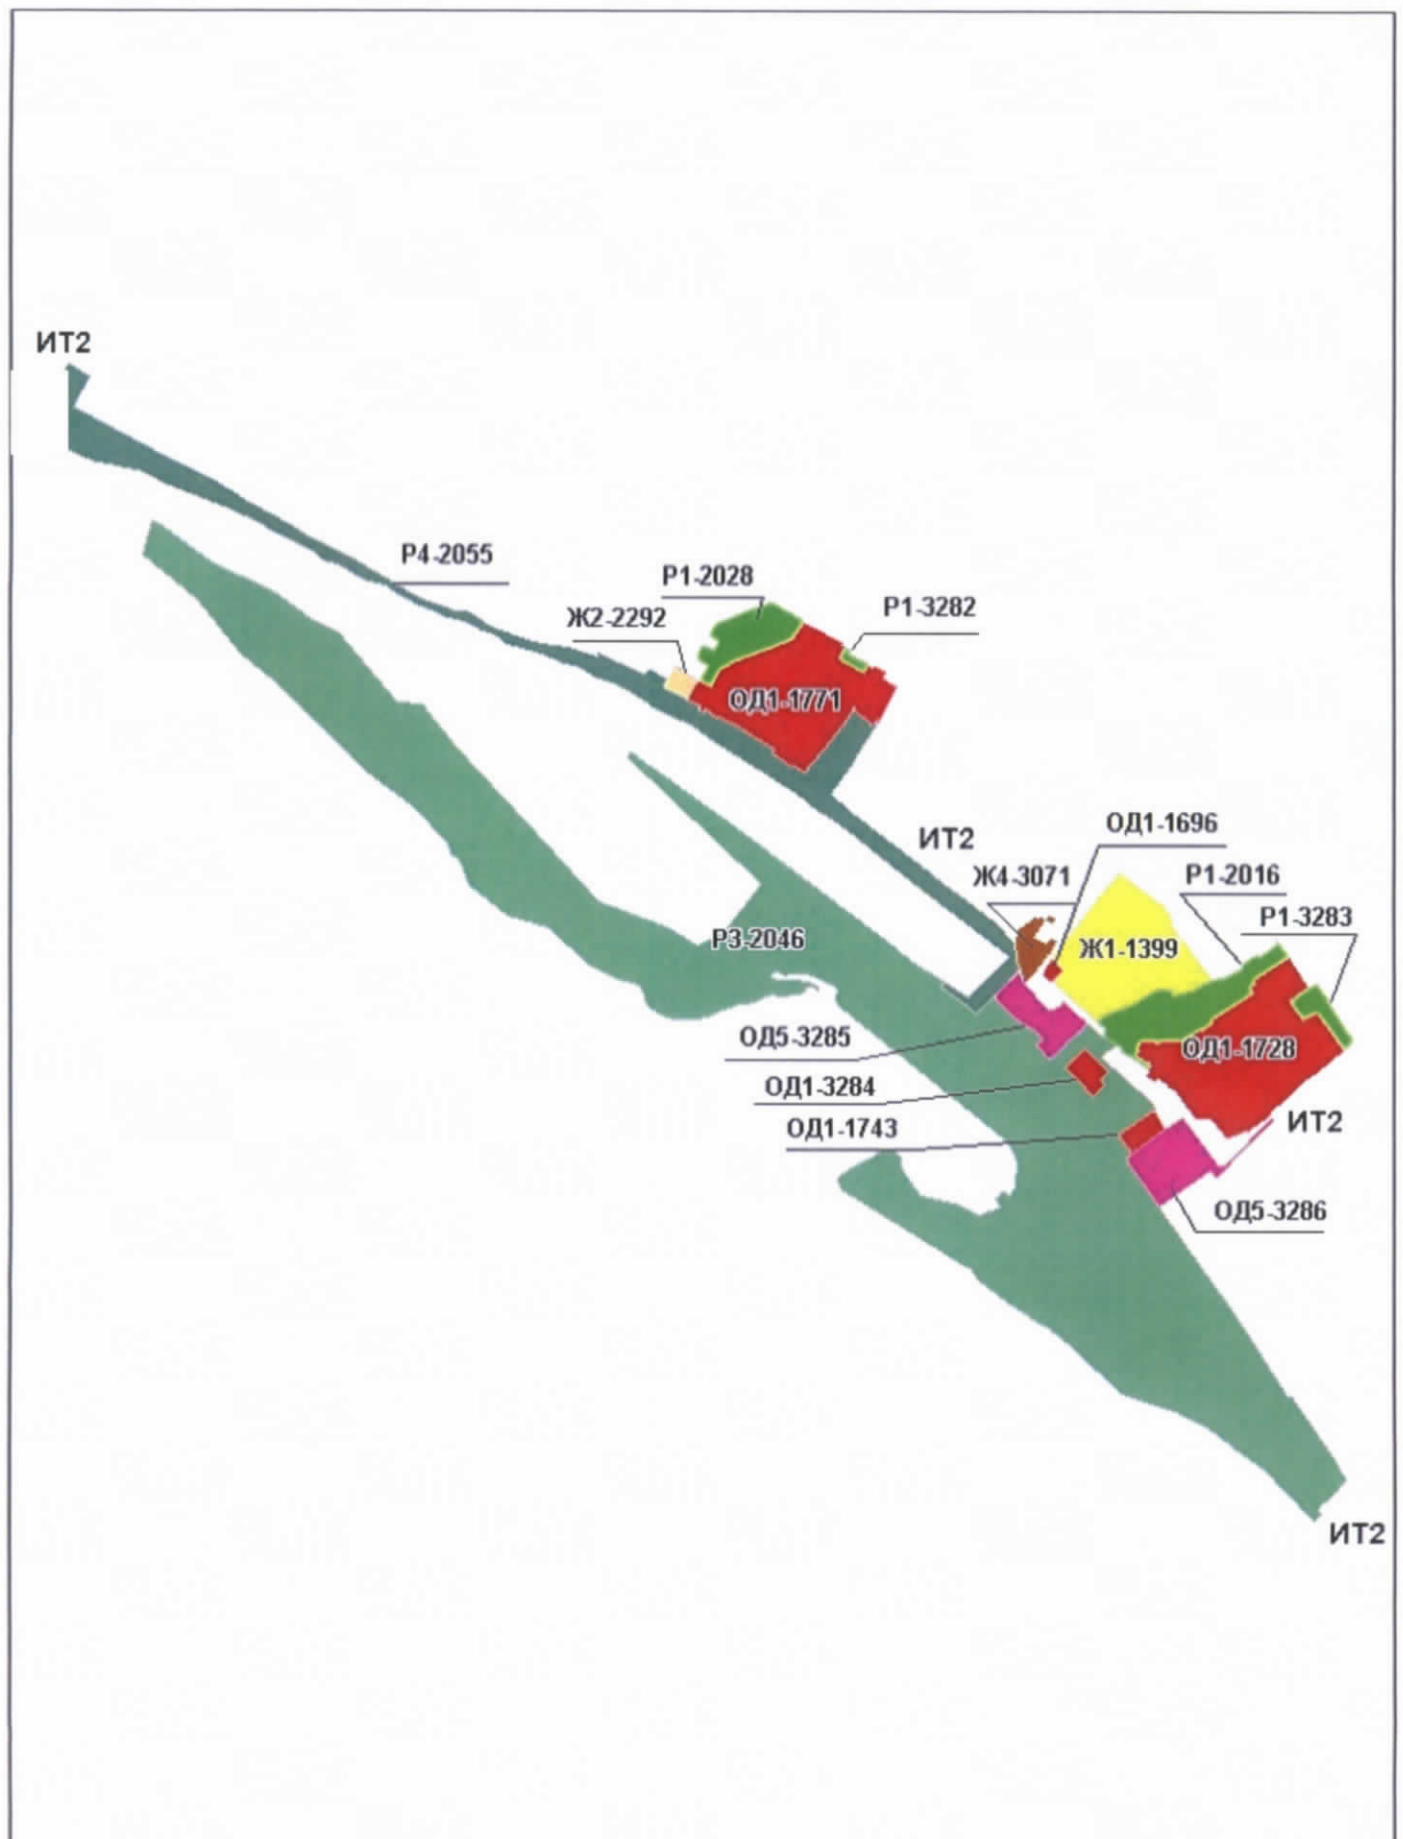 ИТ2
Р4-2055
Р1-2028
Ж2-2292
Р1-3282
ОД1-1771
ИТ2
ОД1-1696
Ж4-3071
Р1-2016
Р1-3283
Р3-2046
Ж1-1399
ОД5-3285
ОД1-1728
ОД1-3284
ОД1-1743
ИТ2
ОД5-3286
ИТ2